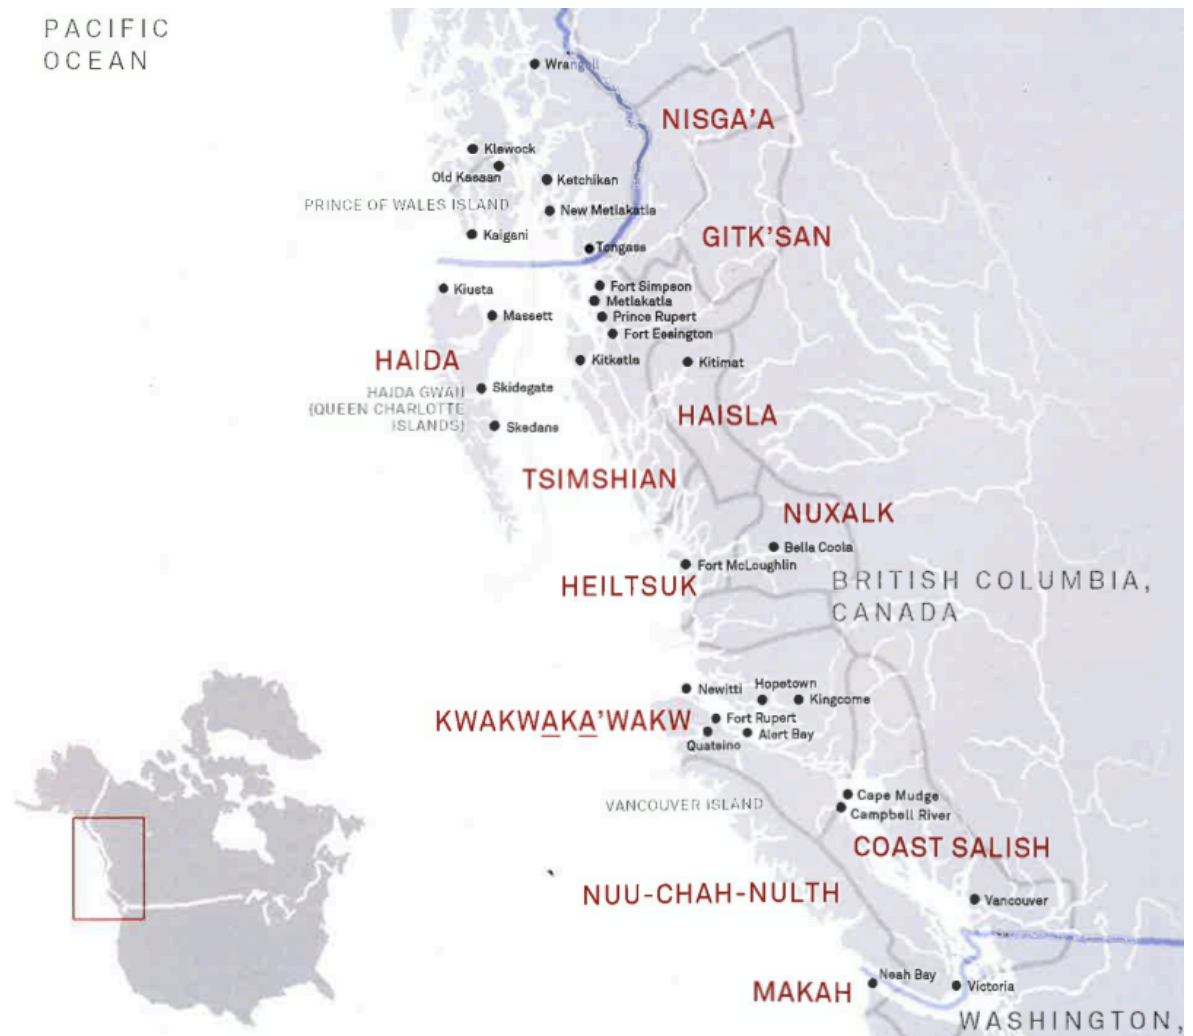 PACIFIC
OCEAN
Wrangell
NISGA'A
Klawock
Old Kasaan
Ketchikan
PRINCE OF WALES ISLAND
New Metlakatla
Kaigani
GITK'SAN
Tongass
Kiusta
Fort Simpson
Metlakatla
Massett
Prince Rupert
Fort Essington
HAIDA
Kitkatla
Kitimat
HAIDA GWAII
(QUEEN CHARLOTTE
ISLANDS)
Skidegate
HAISLA
Skedans
TSIMSHIAN
NUXALK
Bella Coola
Fort McLoughlin
HEILTSUK
BRITISH COLUMBIA,
CANADA
Newitti
Hopetown
Kingcome
KWAKWAKA'WAKW
Fort Rupert
Quatsino
Alert Bay
VANCOUVER ISLAND
Cape Mudge
Campbell River
COAST SALISH
NUU-CHAH-NULTH
Vancouver
MAKAH
Neah Bay
Victoria
WASHINGTON,